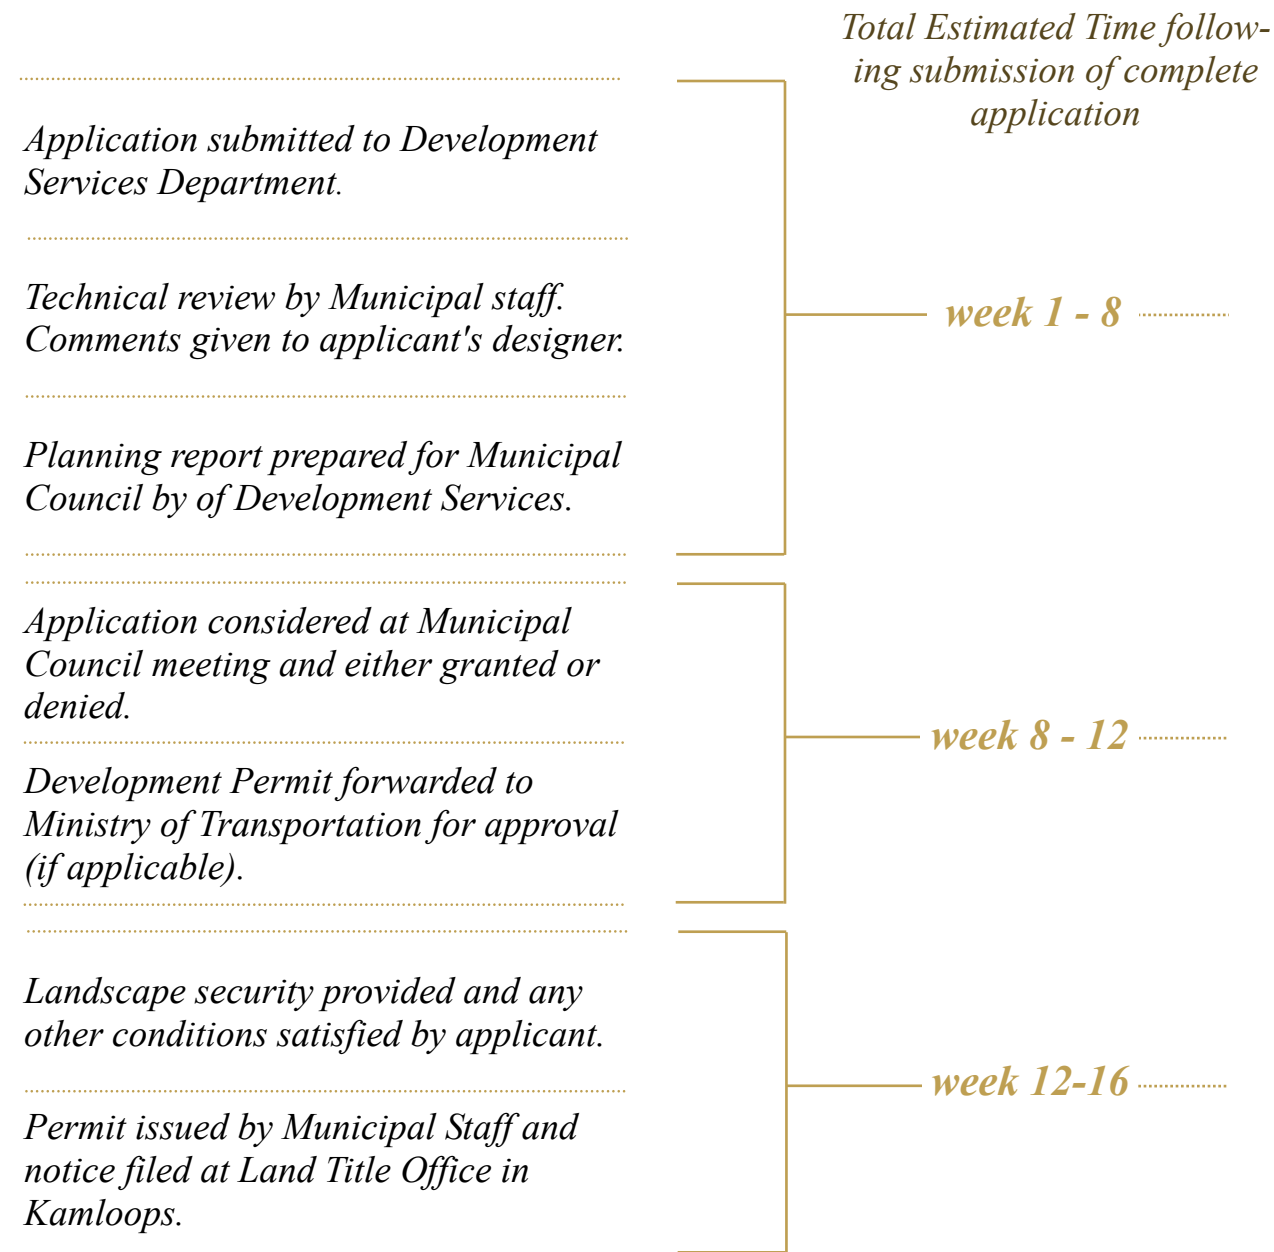 Total Estimated Time follow-
ing submission of complete
application
Application submitted to Development
Services Department.
Technical review by Municipal staff.
Comments given to applicant's designer.
Planning report prepared for Municipal
Council by of Development Services.
week 1 - 8
Application considered at Municipal
Council meeting and either granted or
denied.
Development Permit forwarded to
Ministry of Transportation for approval
(if applicable).
week 8 - 12
Landscape security provided and any
other conditions satisfied by applicant.
Permit issued by Municipal Staff and
notice filed at Land Title Office in
Kamloops.
week 12-16